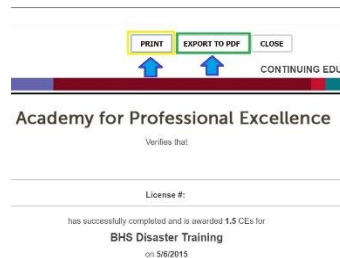 PRINT EXPORT TO PDF CLOSE
CONTINUING EDU
Academy for Professional Excellence
Verifies that
License #:
has successfully completed and is awarded 1.5 CEs for
BHS Disaster Training
on 5/6/2015